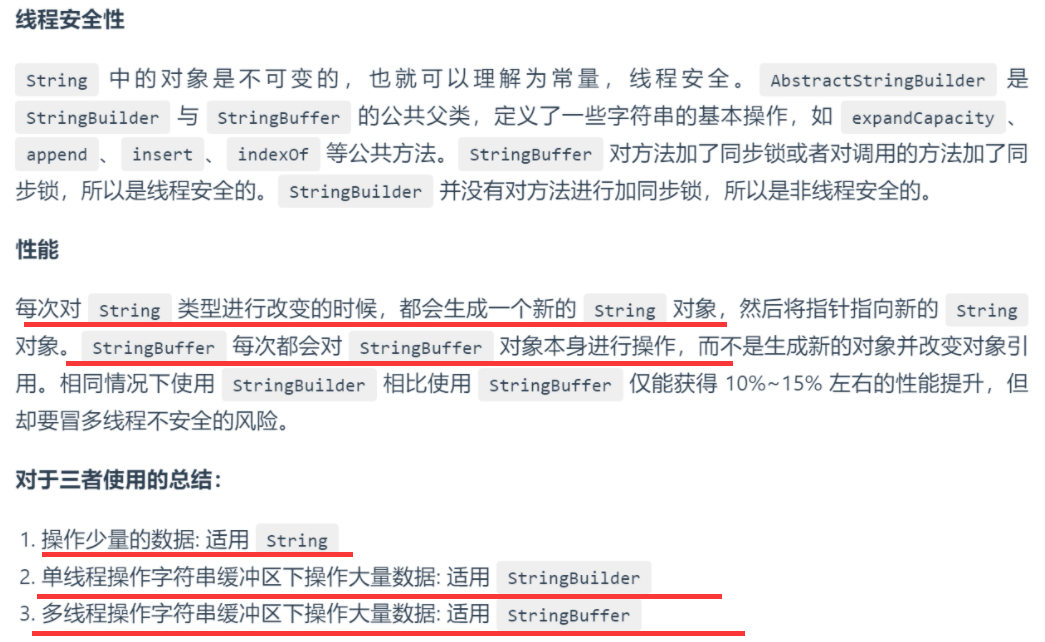 线程安全性
String 中的对象是不可变的，也就可以理解为常量，线程安全。 AbstractStringBuilder 是
StringBuilder 与 StringBuffer 的公共父类，定义了一些字符串的基本操作，如 expandCapacity 、
append 、 insert 、 indexOf 等公共方法。 StringBuffer 对方法加了同步锁或者对调用的方法加了同
步锁，所以是线程安全的。 StringBuilder 并没有对方法进行加同步锁，所以是非线程安全的。
性能
每次对 String 类型进行改变的时候，都会生成一个新的 String 对象，然后将指针指向新的 String
对象。 StringBuffer 每次都会对 StringBuffer 对象本身进行操作，而不是生成新的对象并改变对象引
用。相同情况下使用 StringBuilder 相比使用 StringBuffer 仅能获得 10%~15% 左右的性能提升，但
却要冒多线程不安全的风险。
对于三者使用的总结：
1. 操作少量的数据: 适用 String
2. 单线程操作字符串缓冲区下操作大量数据: 适用 StringBuilder
3. 多线程操作字符串缓冲区下操作大量数据: 适用 StringBuffer